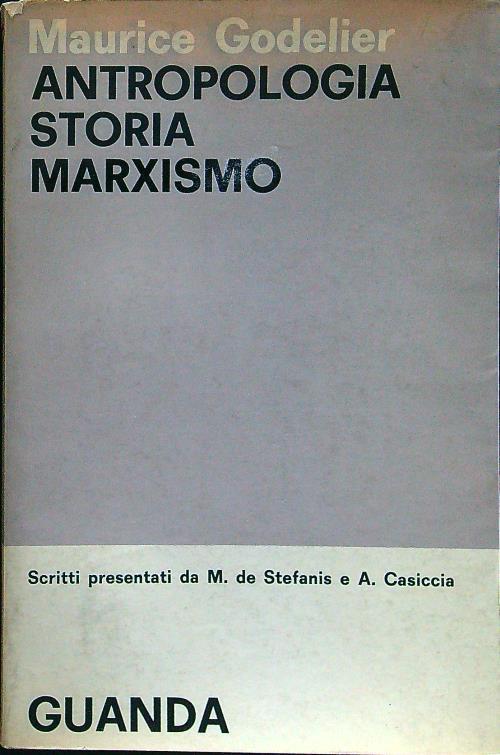 Maurice Godelier
ANTROPOLOGIA
STORIA
MARXISMO
Scritti presentati da M. de Stefanis e A. Casiccia
GUANDA